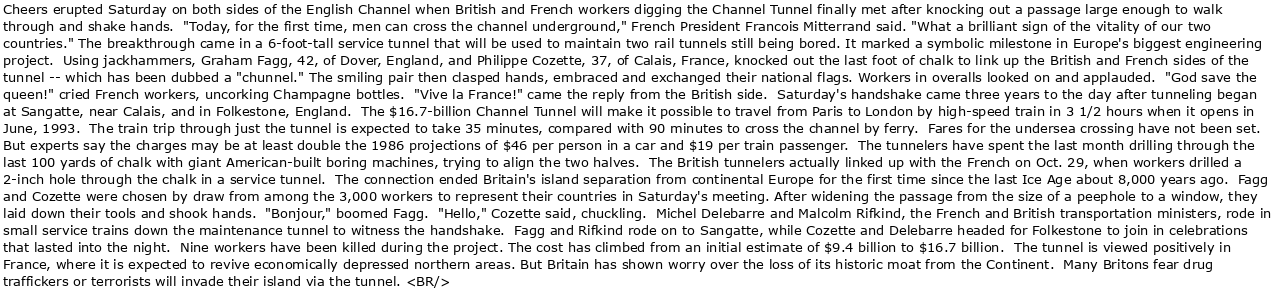 Cheers erupted Saturday on both sides of the English Channel when British and French workers digging the Channel Tunnel finally met after knocking out a passage large enough to walk
through and shake hands.  "Today, for the first time, men can cross the channel underground," French President Francois Mitterrand said. "What a brilliant sign of the vitality of our two
countries." The breakthrough came in a 6-foot-tall service tunnel that will be used to maintain two rail tunnels still being bored. It marked a symbolic milestone in Europe's biggest engineering
project.  Using jackhammers, Graham Fagg, 42, of Dover, England, and Philippe Cozette, 37, of Calais, France, knocked out the last foot of chalk to link up the British and French sides of the
tunnel -- which has been dubbed a "chunnel." The smiling pair then clasped hands, embraced and exchanged their national flags. Workers in overalls looked on and applauded.  "God save the
queen!" cried French workers, uncorking Champagne bottles.  "Vive la France!" came the reply from the British side.  Saturday's handshake came three years to the day after tunneling began
at Sangatte, near Calais, and in Folkestone, England.  The $16.7-billion Channel Tunnel will make it possible to travel from Paris to London by high-speed train in 3 1/2 hours when it opens in
June, 1993.  The train trip through just the tunnel is expected to take 35 minutes, compared with 90 minutes to cross the channel by ferry.  Fares for the undersea crossing have not been set.
But experts say the charges may be at least double the 1986 projections of $46 per person in a car and $19 per train passenger.  The tunnelers have spent the last month drilling through the
last 100 yards of chalk with giant American-built boring machines, trying to align the two halves.  The British tunnelers actually linked up with the French on Oct. 29, when workers drilled a
2-inch hole through the chalk in a service tunnel.  The connection ended Britain's island separation from continental Europe for the first time since the last Ice Age about 8,000 years ago.  Fagg
and Cozette were chosen by draw from among the 3,000 workers to represent their countries in Saturday's meeting. After widening the passage from the size of a peephole to a window, they
laid down their tools and shook hands.  "Bonjour," boomed Fagg.  "Hello," Cozette said, chuckling.  Michel Delebarre and Malcolm Rifkind, the French and British transportation ministers, rode in
small service trains down the maintenance tunnel to witness the handshake.  Fagg and Rifkind rode on to Sangatte, while Cozette and Delebarre headed for Folkestone to join in celebrations
that lasted into the night.  Nine workers have been killed during the project. The cost has climbed from an initial estimate of $9.4 billion to $16.7 billion.  The tunnel is viewed positively in
France, where it is expected to revive economically depressed northern areas. But Britain has shown worry over the loss of its historic moat from the Continent.  Many Britons fear drug
traffickers or terrorists will invade their island via the tunnel. <BR/>